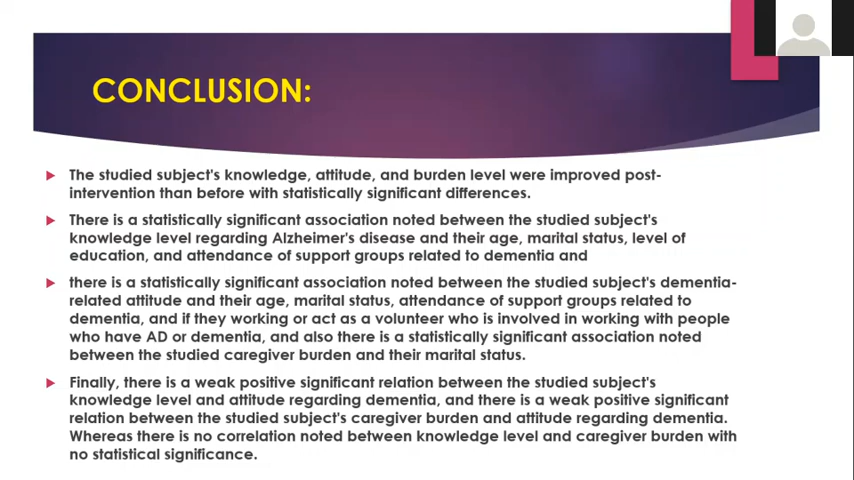 CONCLUSION:
The studied subject's knowledge, attitude, and burden level were improved post-
intervention than before with statistically significant differences.
There is a statistically significant association noted between the studied subject's
knowledge level regarding Alzheimer's disease and their age, marital status, level of
education, and attendance of support groups related to dementia and
there is a statistically significant association noted between the studied subject's dementia-
related attitude and their age, marital status, attendance of support groups related to
dementia, and if they working or act as a volunteer who is involved in working with people
who have AD or dementia, and also there is a statistically significant association noted
between the studied caregiver burden and their marital status.
Finally, there is a weak positive significant relation between the studied subject's
knowledge level and attitude regarding dementia, and there is a weak positive significant
relation between the studied subject's caregiver burden and attitude regarding dementia.
Whereas there is no correlation noted between knowledge level and caregiver burden with
no statistical significance.